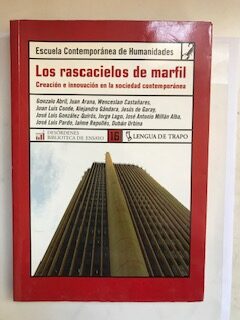 Escuela Contemporánea de Humanidades
Los rascacielos de marfil
Creación e innovación en la sociedad contemporánea
Gonzalo Abril, Juan Arana, Wenceslao Castañares,
Juan Luis Conde, Alejandro Gándara, Jesús de Garay,
José Luis González Quirós, Jorge Lago, José Antonio Millán Alba,
José Luis Pardo, Jaime Repollés, Dubán Urbina
DESÓRDENES
BIBLIOTECA DE ENSAYO
15
LENGUA DE TRAPO